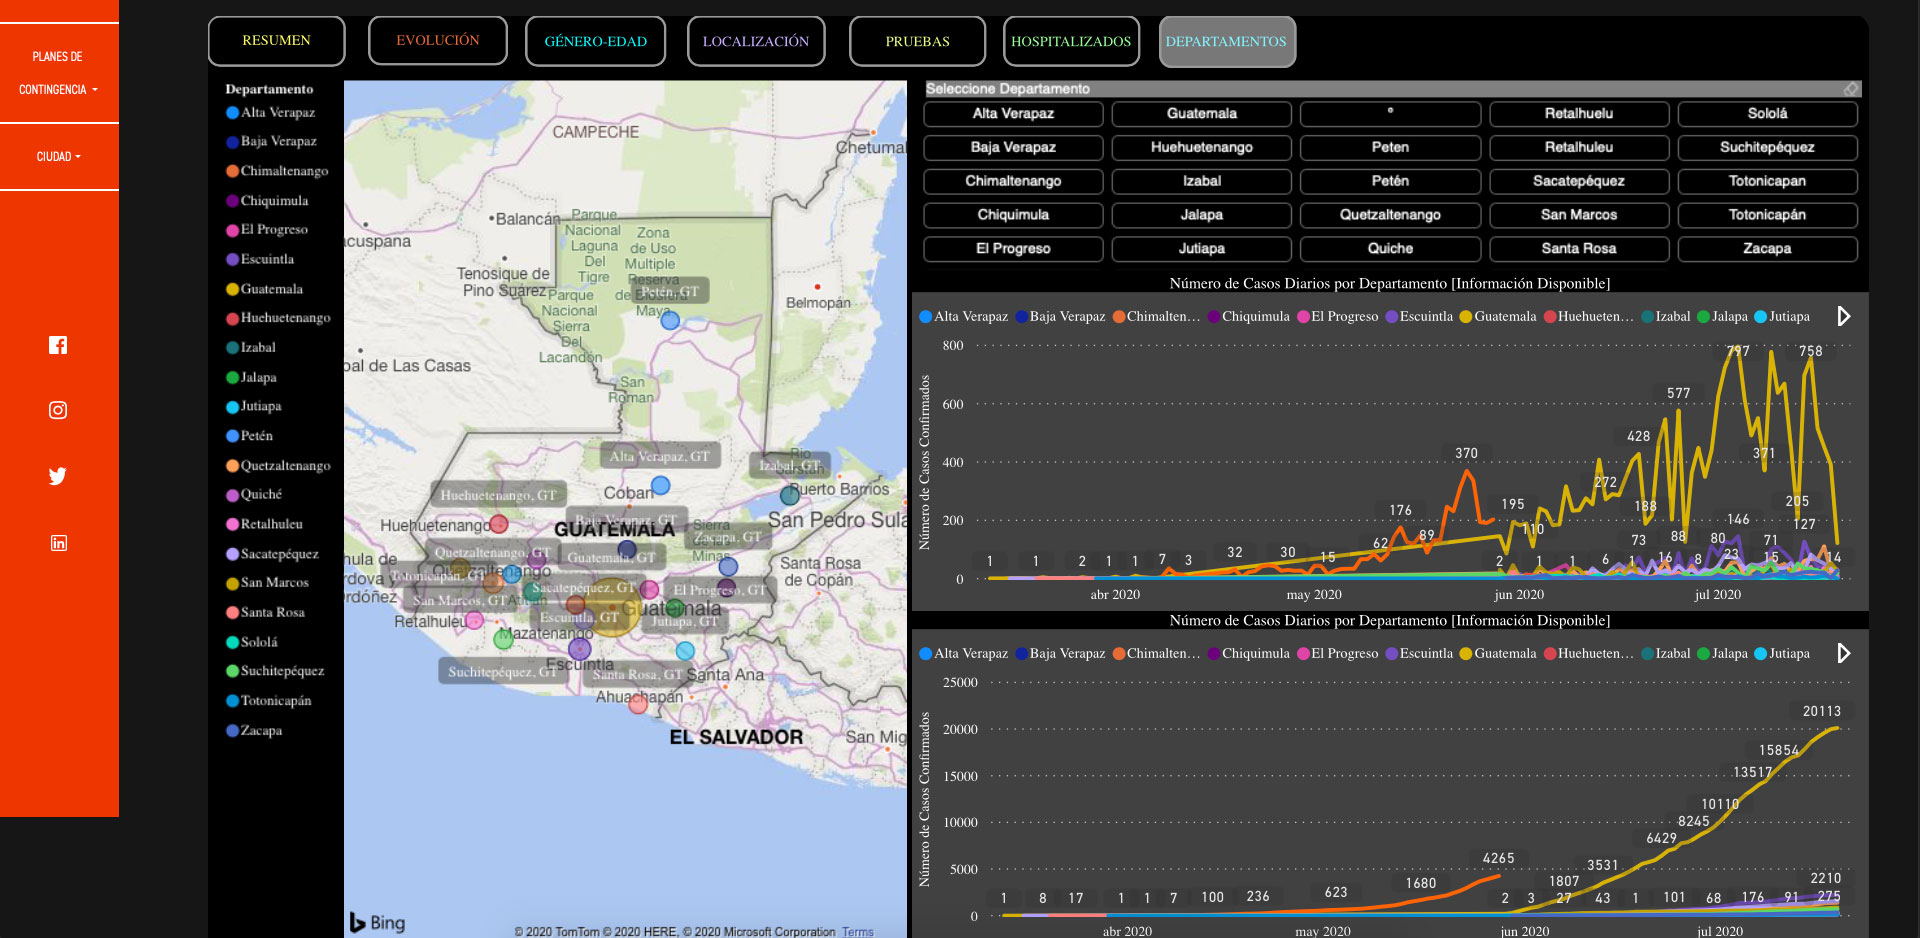 PLANES DE
CONTINGENCIA
CIUDAD
RESUMEN
EVOLUCIÓN
GÉNERO-EDAD
LOCALIZACIÓN
PRUEBAS
HOSPITALIZADOS
DEPARTAMENTOS
Departamento
Alta Verapaz
Baja Verapaz
Chimaltenango
Chiquimula
El Progreso
Escuintla
Guatemala
Huehuetenango
Izabal
Jalapa
Jutiapa
Petén
Quetzaltenango
Quiché
Retalhuleu
Sacatepéquez
San Marcos
Santa Rosa
Sololá
Suchitepéquez
Totonicapán
Zacapa
CAMPECHE
Chetumal
Balancán
acuspana
Parque
Nacional
Laguna
Del
Tigre
Zona
de Uso
Multiple
Reserva
de Biosfera
Maya
Petén, GT
Tenosique de
Pino Suárez
Parque
Nacional
Sierra
Del
Lacandón
Belmopán
pal de Las Casas
San
Roman
Alta Verapaz, GT
Izabal, GT
Rio
Coban
Puerto Barrios
Huehuetenango, GT
Huehuetenango
GUATEMALA
Baja Verapaz, GT
Sierra
Minas
Zacapa, GT
San Pedro Sula
Quetzaltenango, GT
Guatemala, GT
Santa Rosa
de Copán
Totonicapán, GT
Sacatepéquez, GT
El Progreso, GT
San Marcos, GT
Guatemala
Retalhuleu
Escuintla, GT
Jutiapa, GT
Mazatenango
Escuintla
Suchitepéquez, GT
Santa Rosa, GT
Santa Ana
Ahuachapán
EL SALVADOR
San Mig
Bing
© 2020 TomTom © 2020 HERE, © 2020 Microsoft Corporation Terms
Seleccione Departamento
Alta Verapaz
Guatemala
º
Retalhuelu
Sololá
Baja Verapaz
Huehuetenango
Peten
Retalhuleu
Suchitepéquez
Chimaltenango
Izabal
Petén
Sacatepéquez
Totonicapan
Chiquimula
Jalapa
Quetzaltenango
San Marcos
Totonicapán
El Progreso
Jutiapa
Quiche
Santa Rosa
Zacapa
Número de Casos Diarios por Departamento [Información Disponible]
Alta Verapaz Baja Verapaz Chimalten... Chiquimula El Progreso Escuintla Guatemala Huehueten... Izabal Jalapa Jutiapa
Número de Casos Confirmados
800
600
400
200
0
797
758
577
428
371
370
272
205
195
188
176
146
127
110
89
88
80
73
71
62
1 1 2 1 1 7 3 32 30 15 2 1 1 6 16 8 23 15 14
abr 2020 may 2020 jun 2020 jul 2020
Número de Casos Diarios por Departamento [Información Disponible]
Alta Verapaz Baja Verapaz Chimalten... Chiquimula El Progreso Escuintla Guatemala Huehueten... Izabal Jalapa Jutiapa
Número de Casos Confirmados
25000
20000
15000
10000
5000
0
20113
15854
13517
10110
8245
6429
4265
3531
2210
1807
1680
1 8 17 1 1 7 100 236 623 2 3 27 43 1 101 68 176 91 275
abr 2020 may 2020 jun 2020 jul 2020